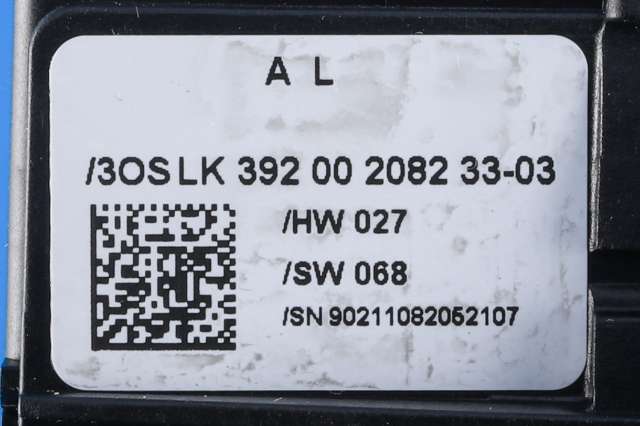 A L
/3OSLK 392 00 2082 33-03
/HW 027
/SW 068
/SN 90211082052107